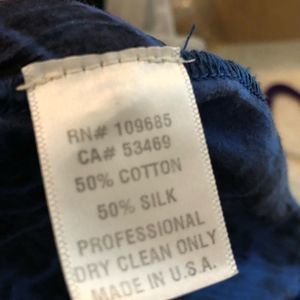 RN# 109685
CA# 53469
50% COTTON
50% SILK
PROFESSIONAL
DRY CLEAN ONLY
MADE IN U.S.A.